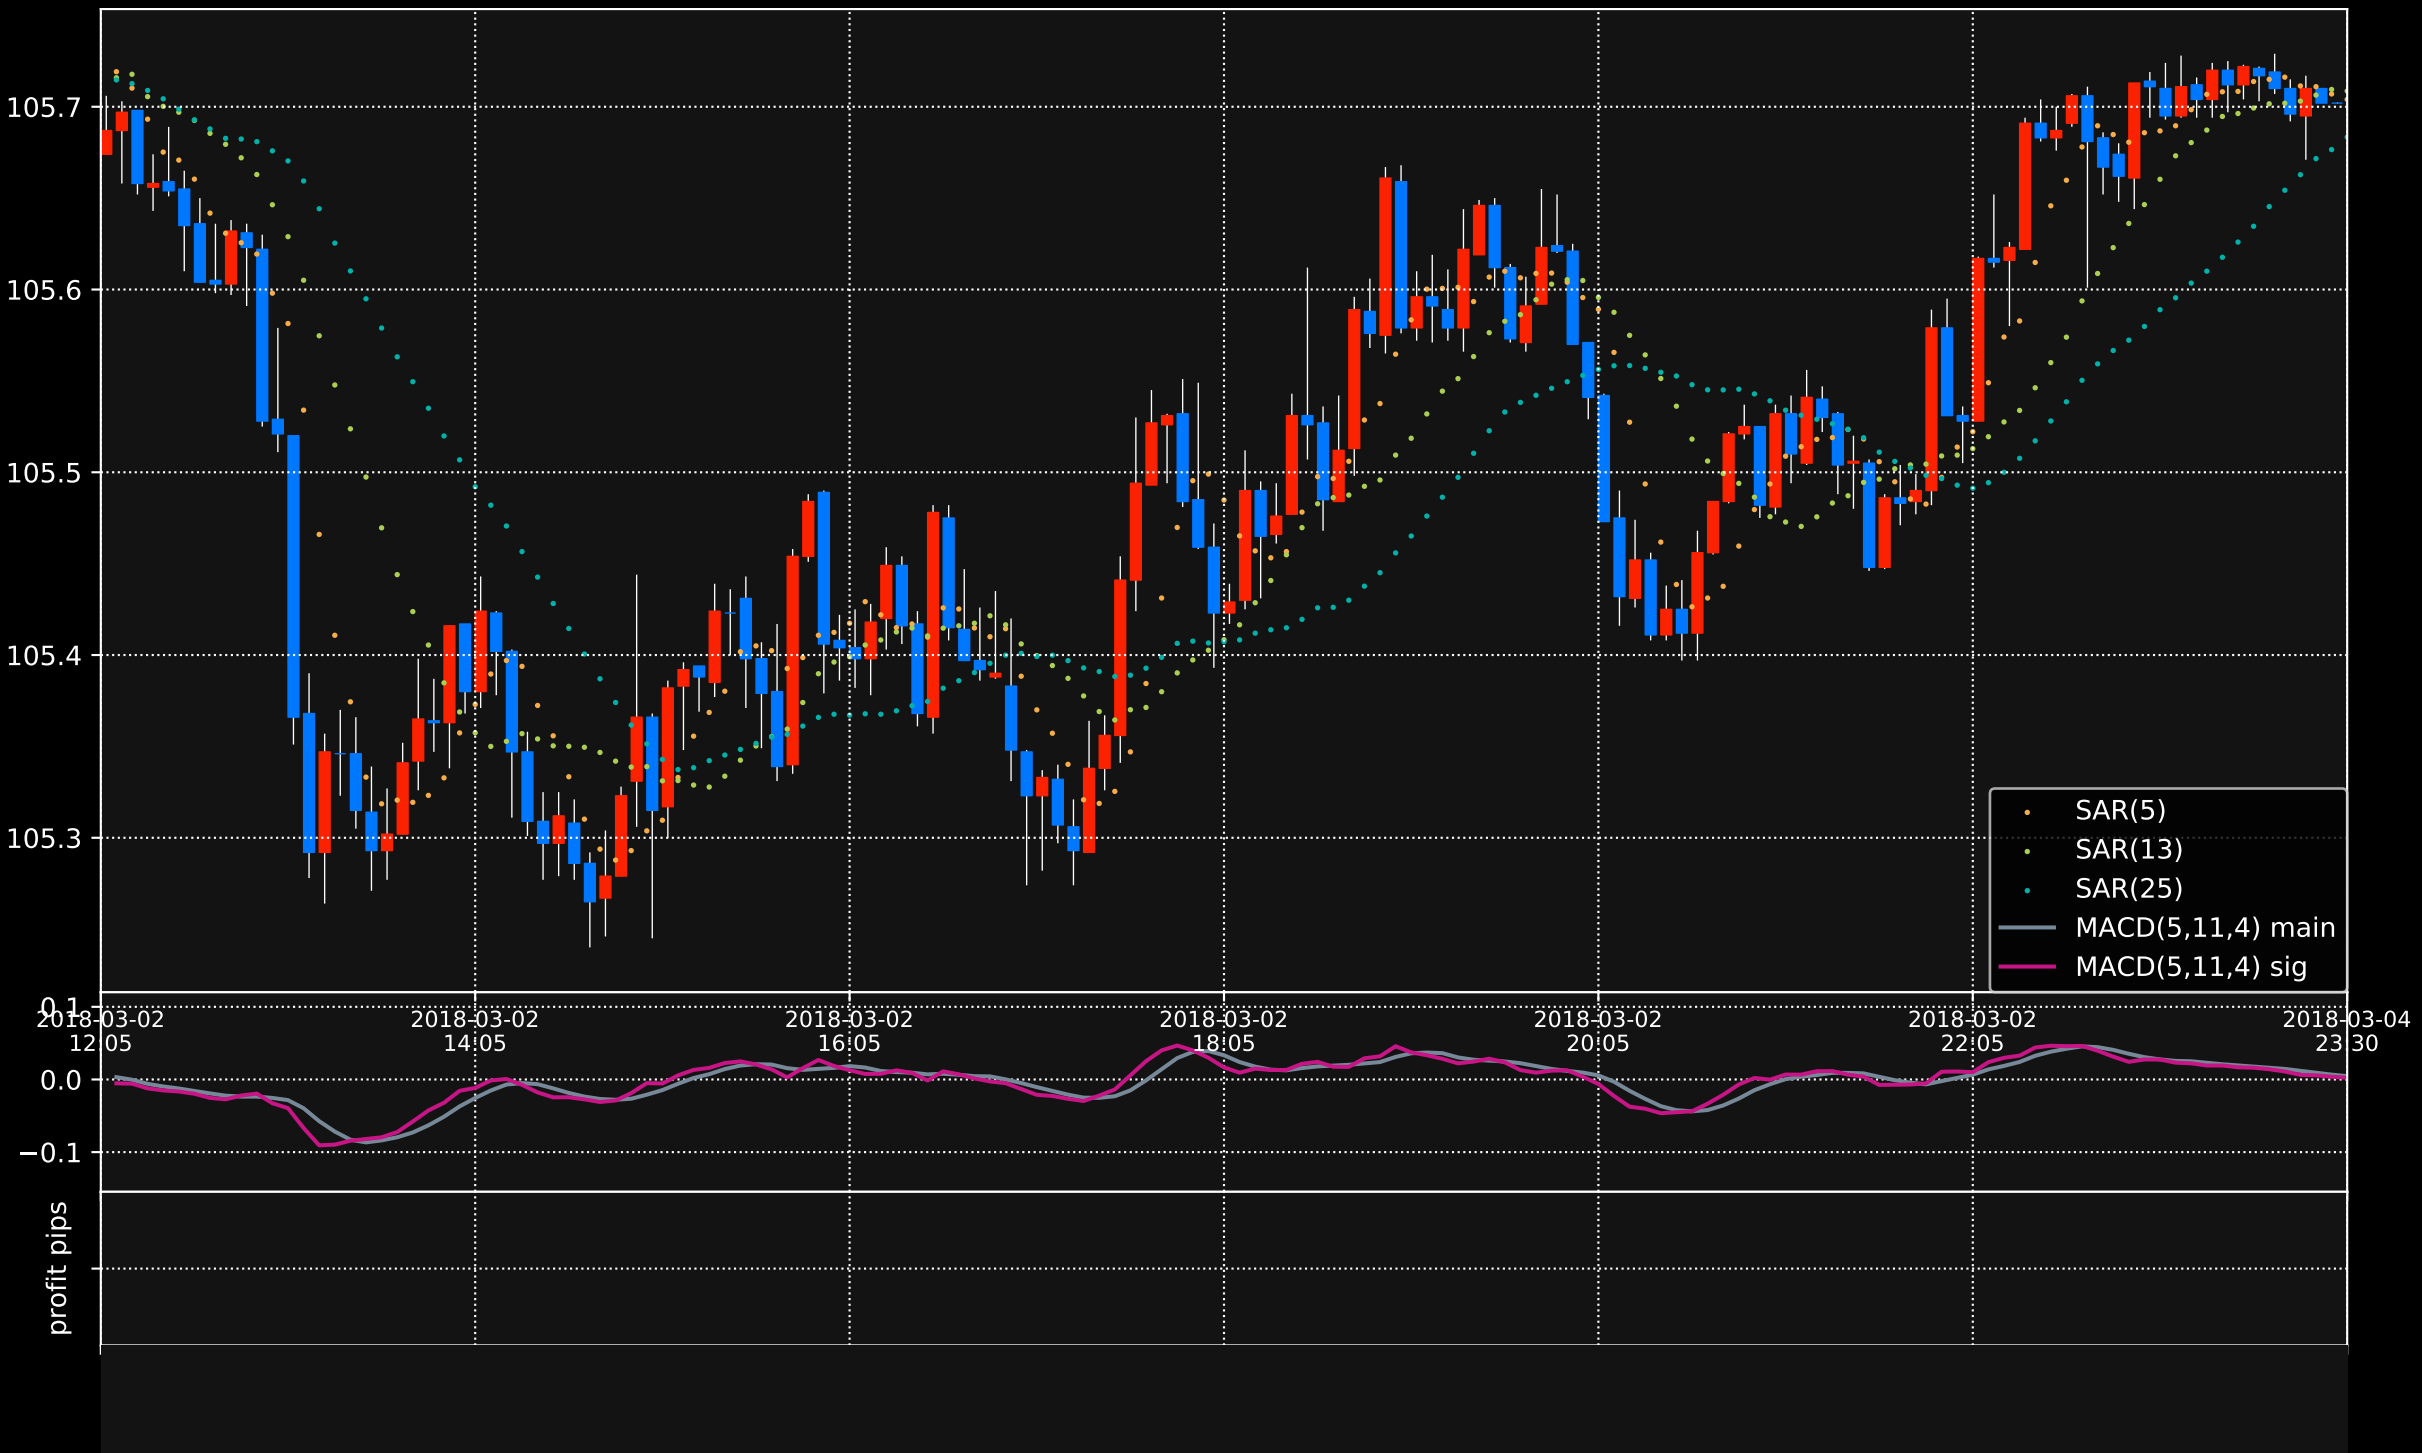 105.7
105.6
105.5
105.4
105.3
SAR(5)
SAR(13)
SAR(25)
MACD(5,11,4) main
MACD(5,11,4) sig
0.1
2018-03-02 2018-03-02 2018-03-02 2018-03-02 2018-03-02 2018-03-02 2018-03-04
12:05 14:05 16:05 18:05 20:05 22:05 23:30
0.0
−0.1
profit pips